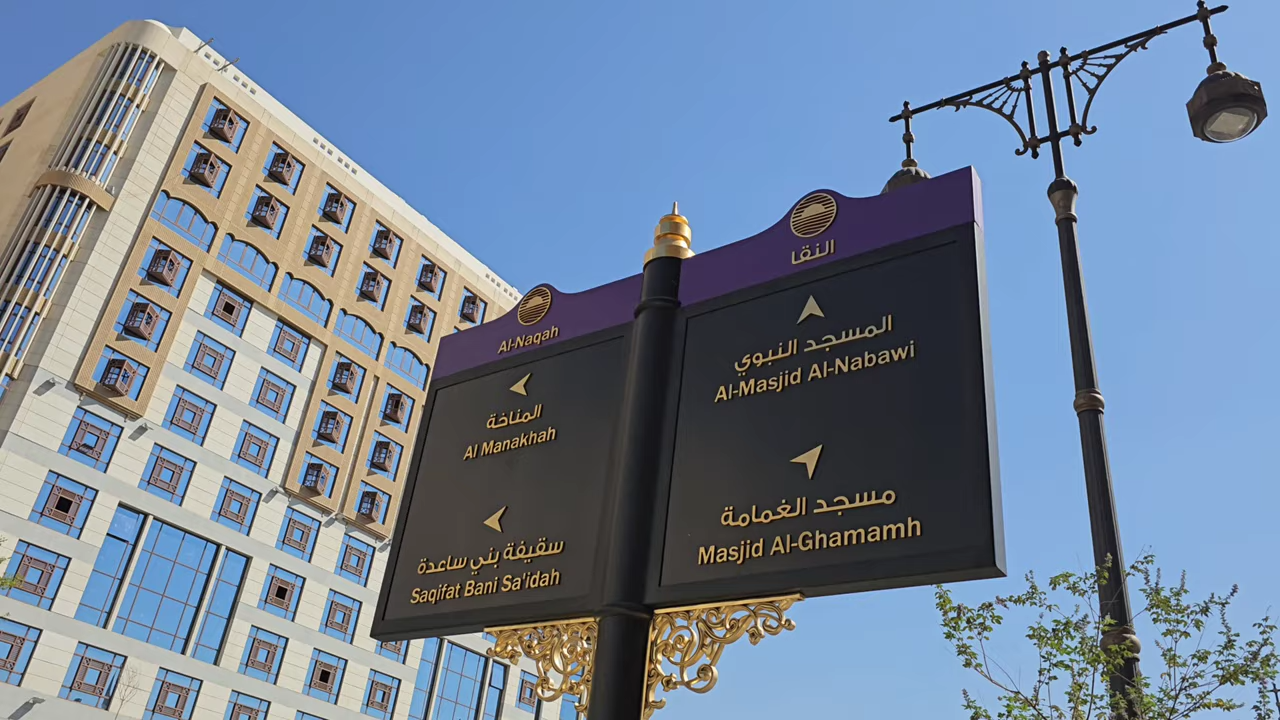 Al-Naqah
المناخة
Al Manakhah
سقيفة بني ساعدة
Saqifat Bani Sa'idah
النقا
المسجد النبوي
Al-Masjid Al-Nabawi
مسجد الغمامة
Masjid Al-Ghamamh